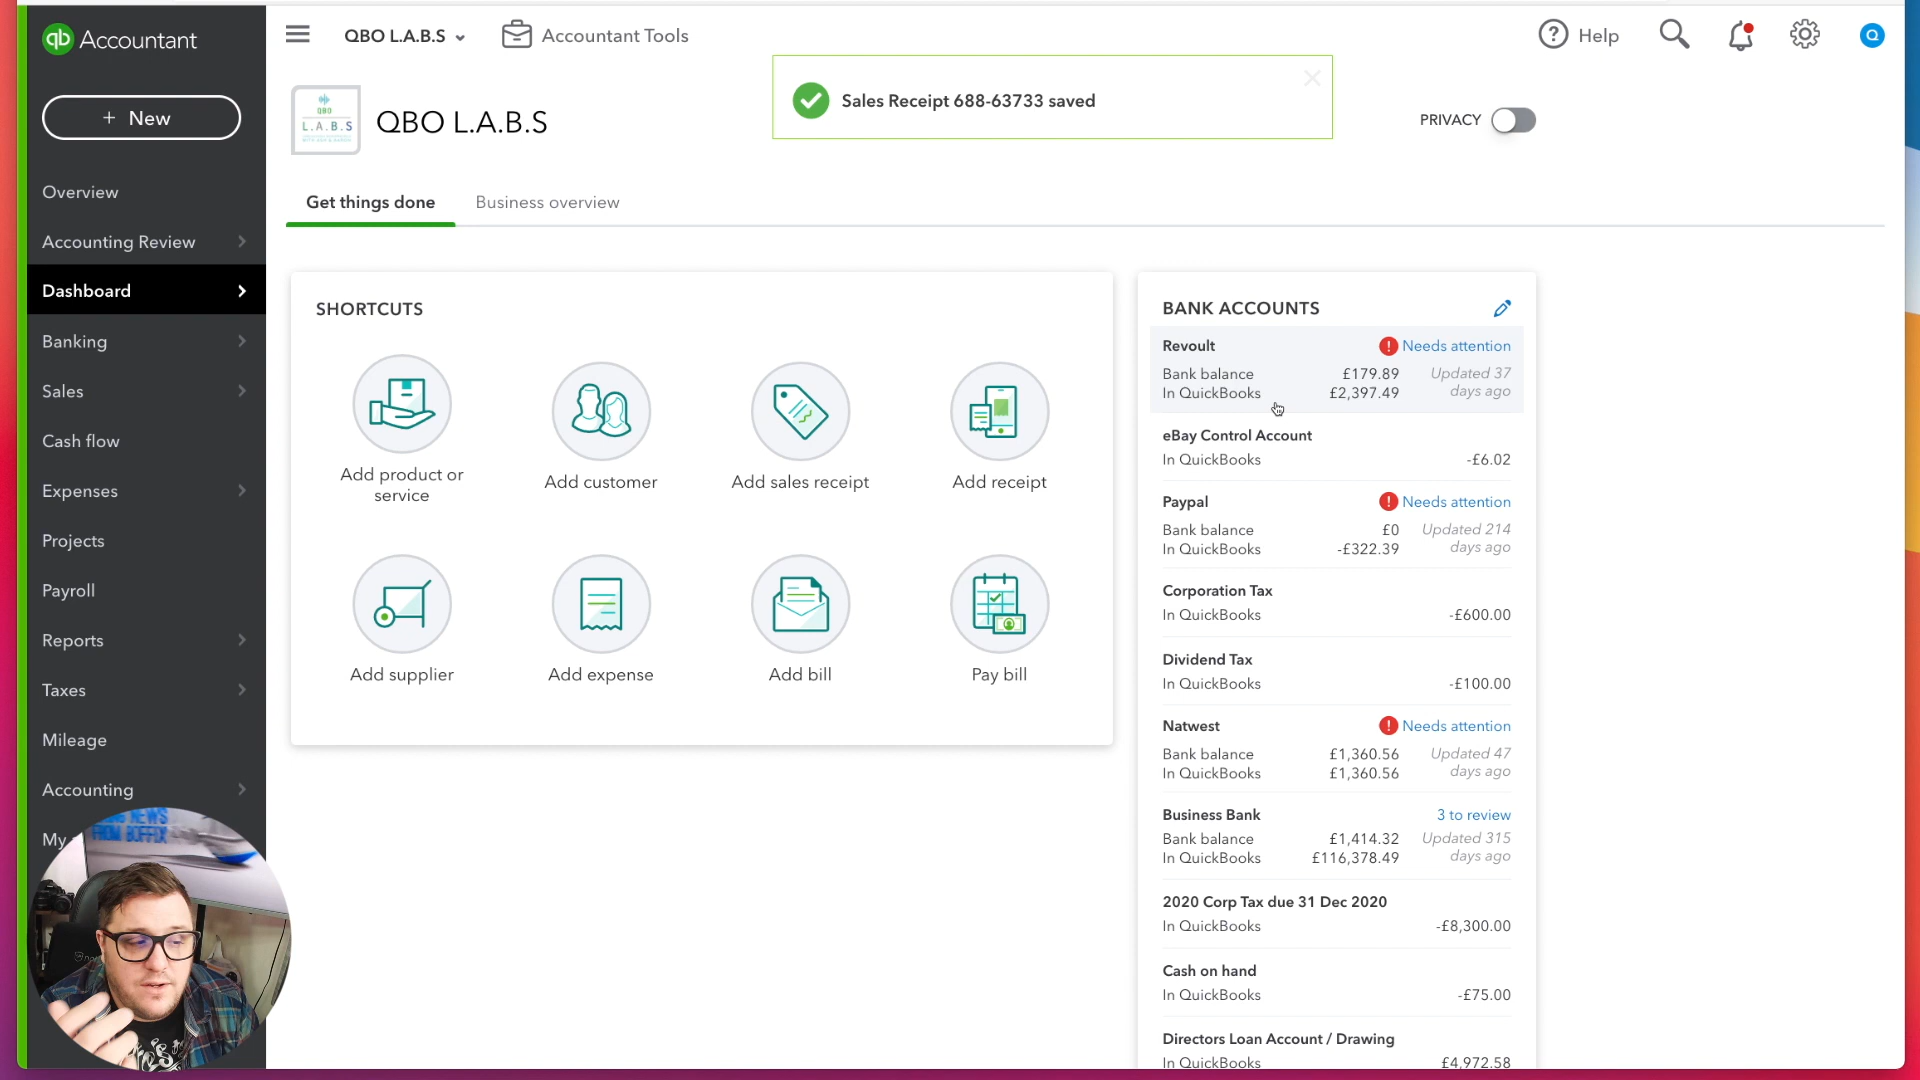 qb Accountant
+ New
Overview
Accounting Review
Dashboard
Banking
Sales
Cash flow
Expenses
Projects
Payroll
Reports
Taxes
Mileage
Accounting
My
QBO L.A.B.S
Accountant Tools
Help
Q
QBO
L.A.B.S
QBO L.A.B.S
Sales Receipt 688-63733 saved
PRIVACY
Get things done
Business overview
SHORTCUTS
Add product or
service
Add customer
Add sales receipt
Add receipt
Add supplier
Add expense
Add bill
Pay bill
BANK ACCOUNTS
Revoult
Needs attention
Bank balance £179.89 Updated 37
In QuickBooks £2,397.49 days ago
eBay Control Account
In QuickBooks -£6.02
Paypal
Needs attention
Bank balance £0 Updated 214
In QuickBooks -£322.39 days ago
Corporation Tax
In QuickBooks -£600.00
Dividend Tax
In QuickBooks -£100.00
Natwest
Needs attention
Bank balance £1,360.56 Updated 47
In QuickBooks £1,360.56 days ago
Business Bank 3 to review
Bank balance £1,414.32 Updated 315
In QuickBooks £116,378.49 days ago
2020 Corp Tax due 31 Dec 2020
In QuickBooks -£8,300.00
Cash on hand
In QuickBooks -£75.00
Directors Loan Account / Drawing
In QuickBooks £4,972.58
NEWS
FROM BOFFIX